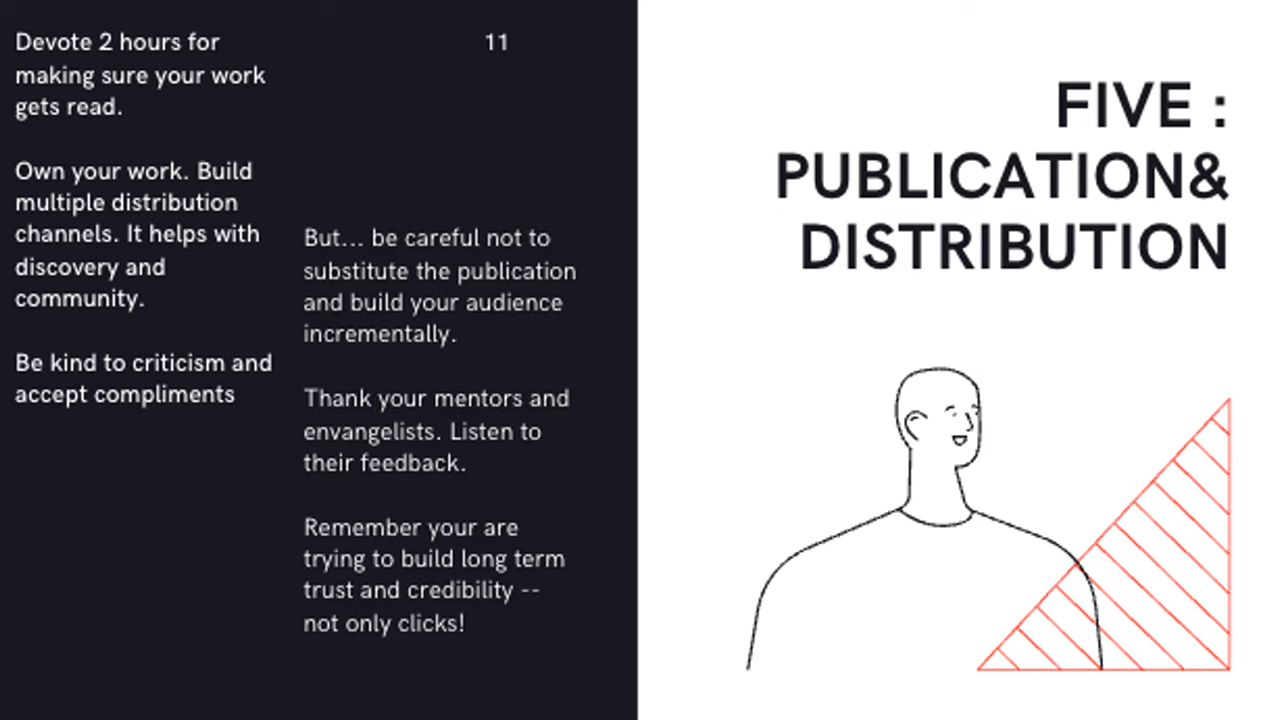 Devote 2 hours for
making sure your work
gets read.
Own your work. Build
multiple distribution
channels. It helps with
discovery and
community.
Be kind to criticism and
accept compliments
11
But... be careful not to
substitute the publication
and build your audience
incrementally.
Thank your mentors and
envangelists. Listen to
their feedback.
Remember your are
trying to build long term
trust and credibility --
not only clicks!
FIVE :
PUBLICATION&
DISTRIBUTION